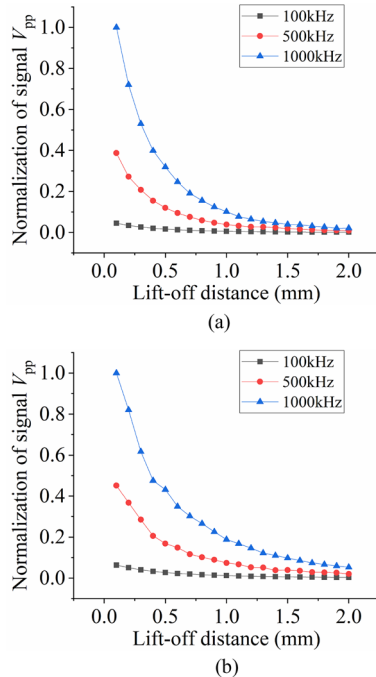 100kHz
500kHz
1000kHz
Normalization of signal Vpp
1.0
0.8
0.6
0.4
0.2
0.0
0.0 0.5 1.0 1.5 2.0
Lift-off distance (mm)
(a)
100kHz
500kHz
1000kHz
Normalization of signal Vpp
1.0
0.8
0.6
0.4
0.2
0.0
0.0 0.5 1.0 1.5 2.0
Lift-off distance (mm)
(b)